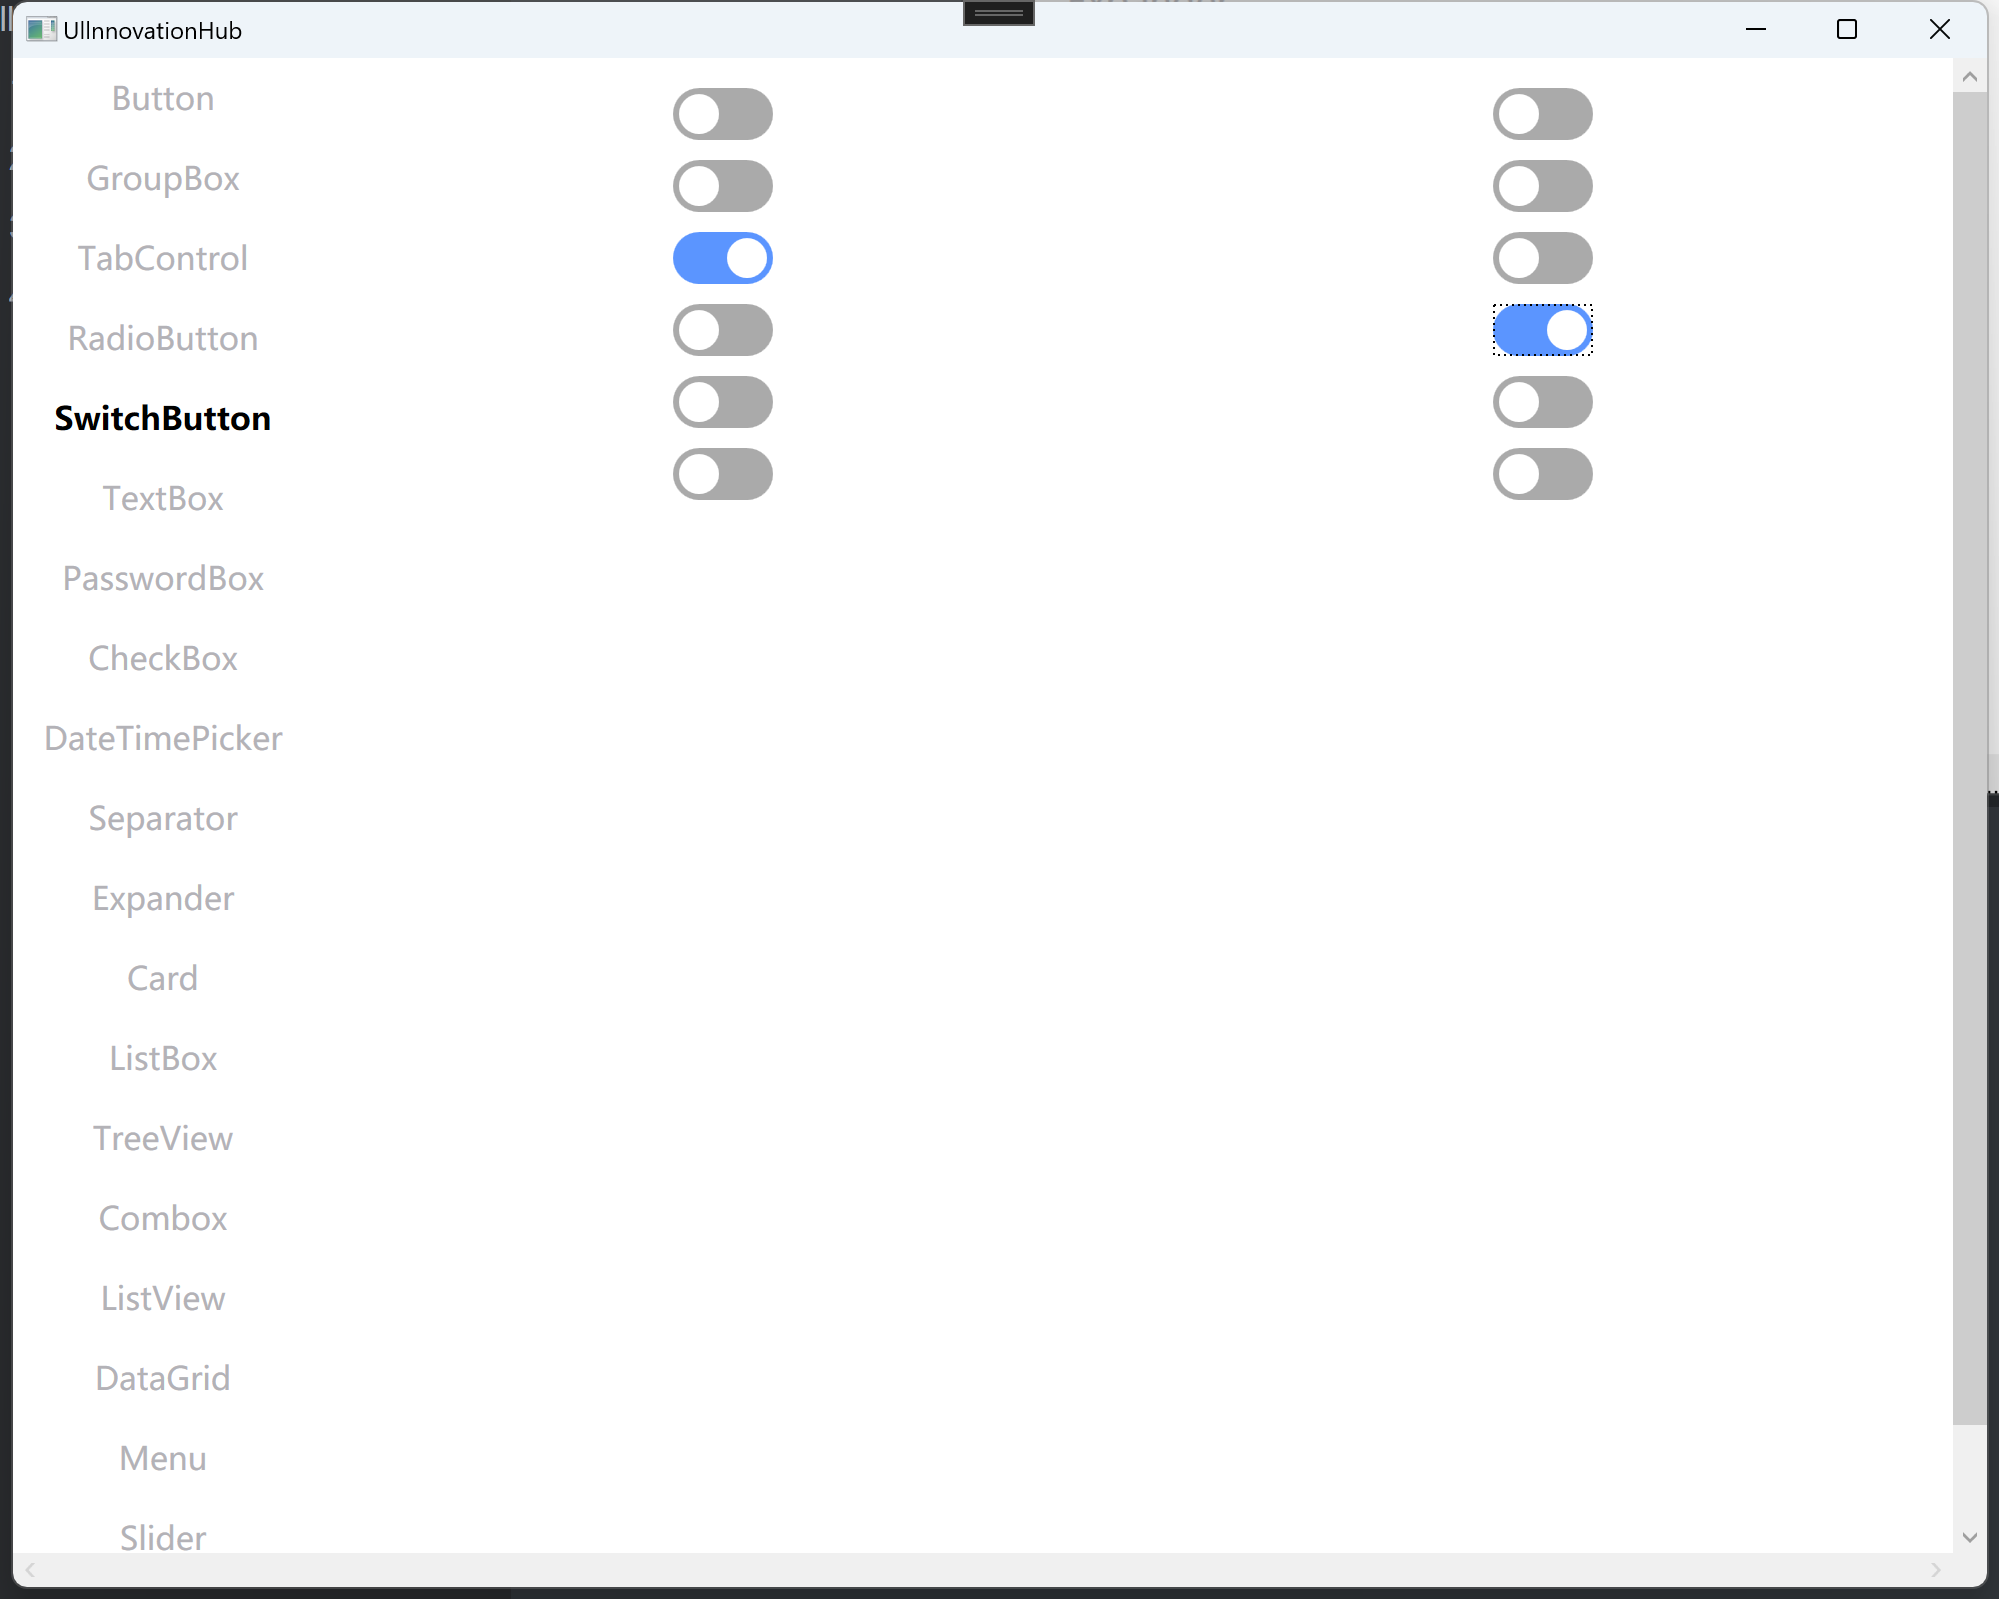 UIInnovationHub
Button
GroupBox
TabControl
RadioButton
SwitchButton
TextBox
PasswordBox
CheckBox
DateTimePicker
Separator
Expander
Card
ListBox
TreeView
Combox
ListView
DataGrid
Menu
Slider